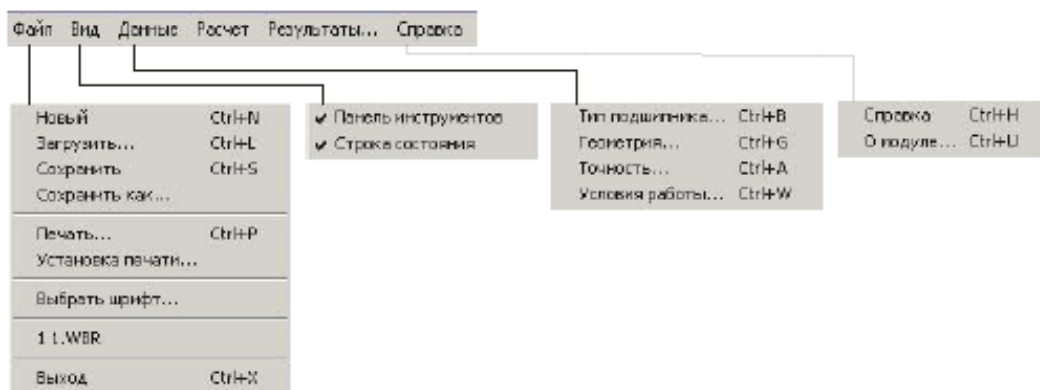 Файл Вид Данные Расчет Результаты... Справка
Новый Ctrl+N
Загрузить... Ctrl+L
Сохранить Ctrl+S
Сохранить как...
Печать... Ctrl+P
Установка печати...
Выбрать шрифт...
1 1.WBR
Выход Ctrl+X
Панель инструментов
Строка состояния
Тип подшипника... Ctrl+B
Геометрия... Ctrl+G
Точность... Ctrl+A
Условия работы... Ctrl+W
Справка Ctrl+H
О модуле... Ctrl+U